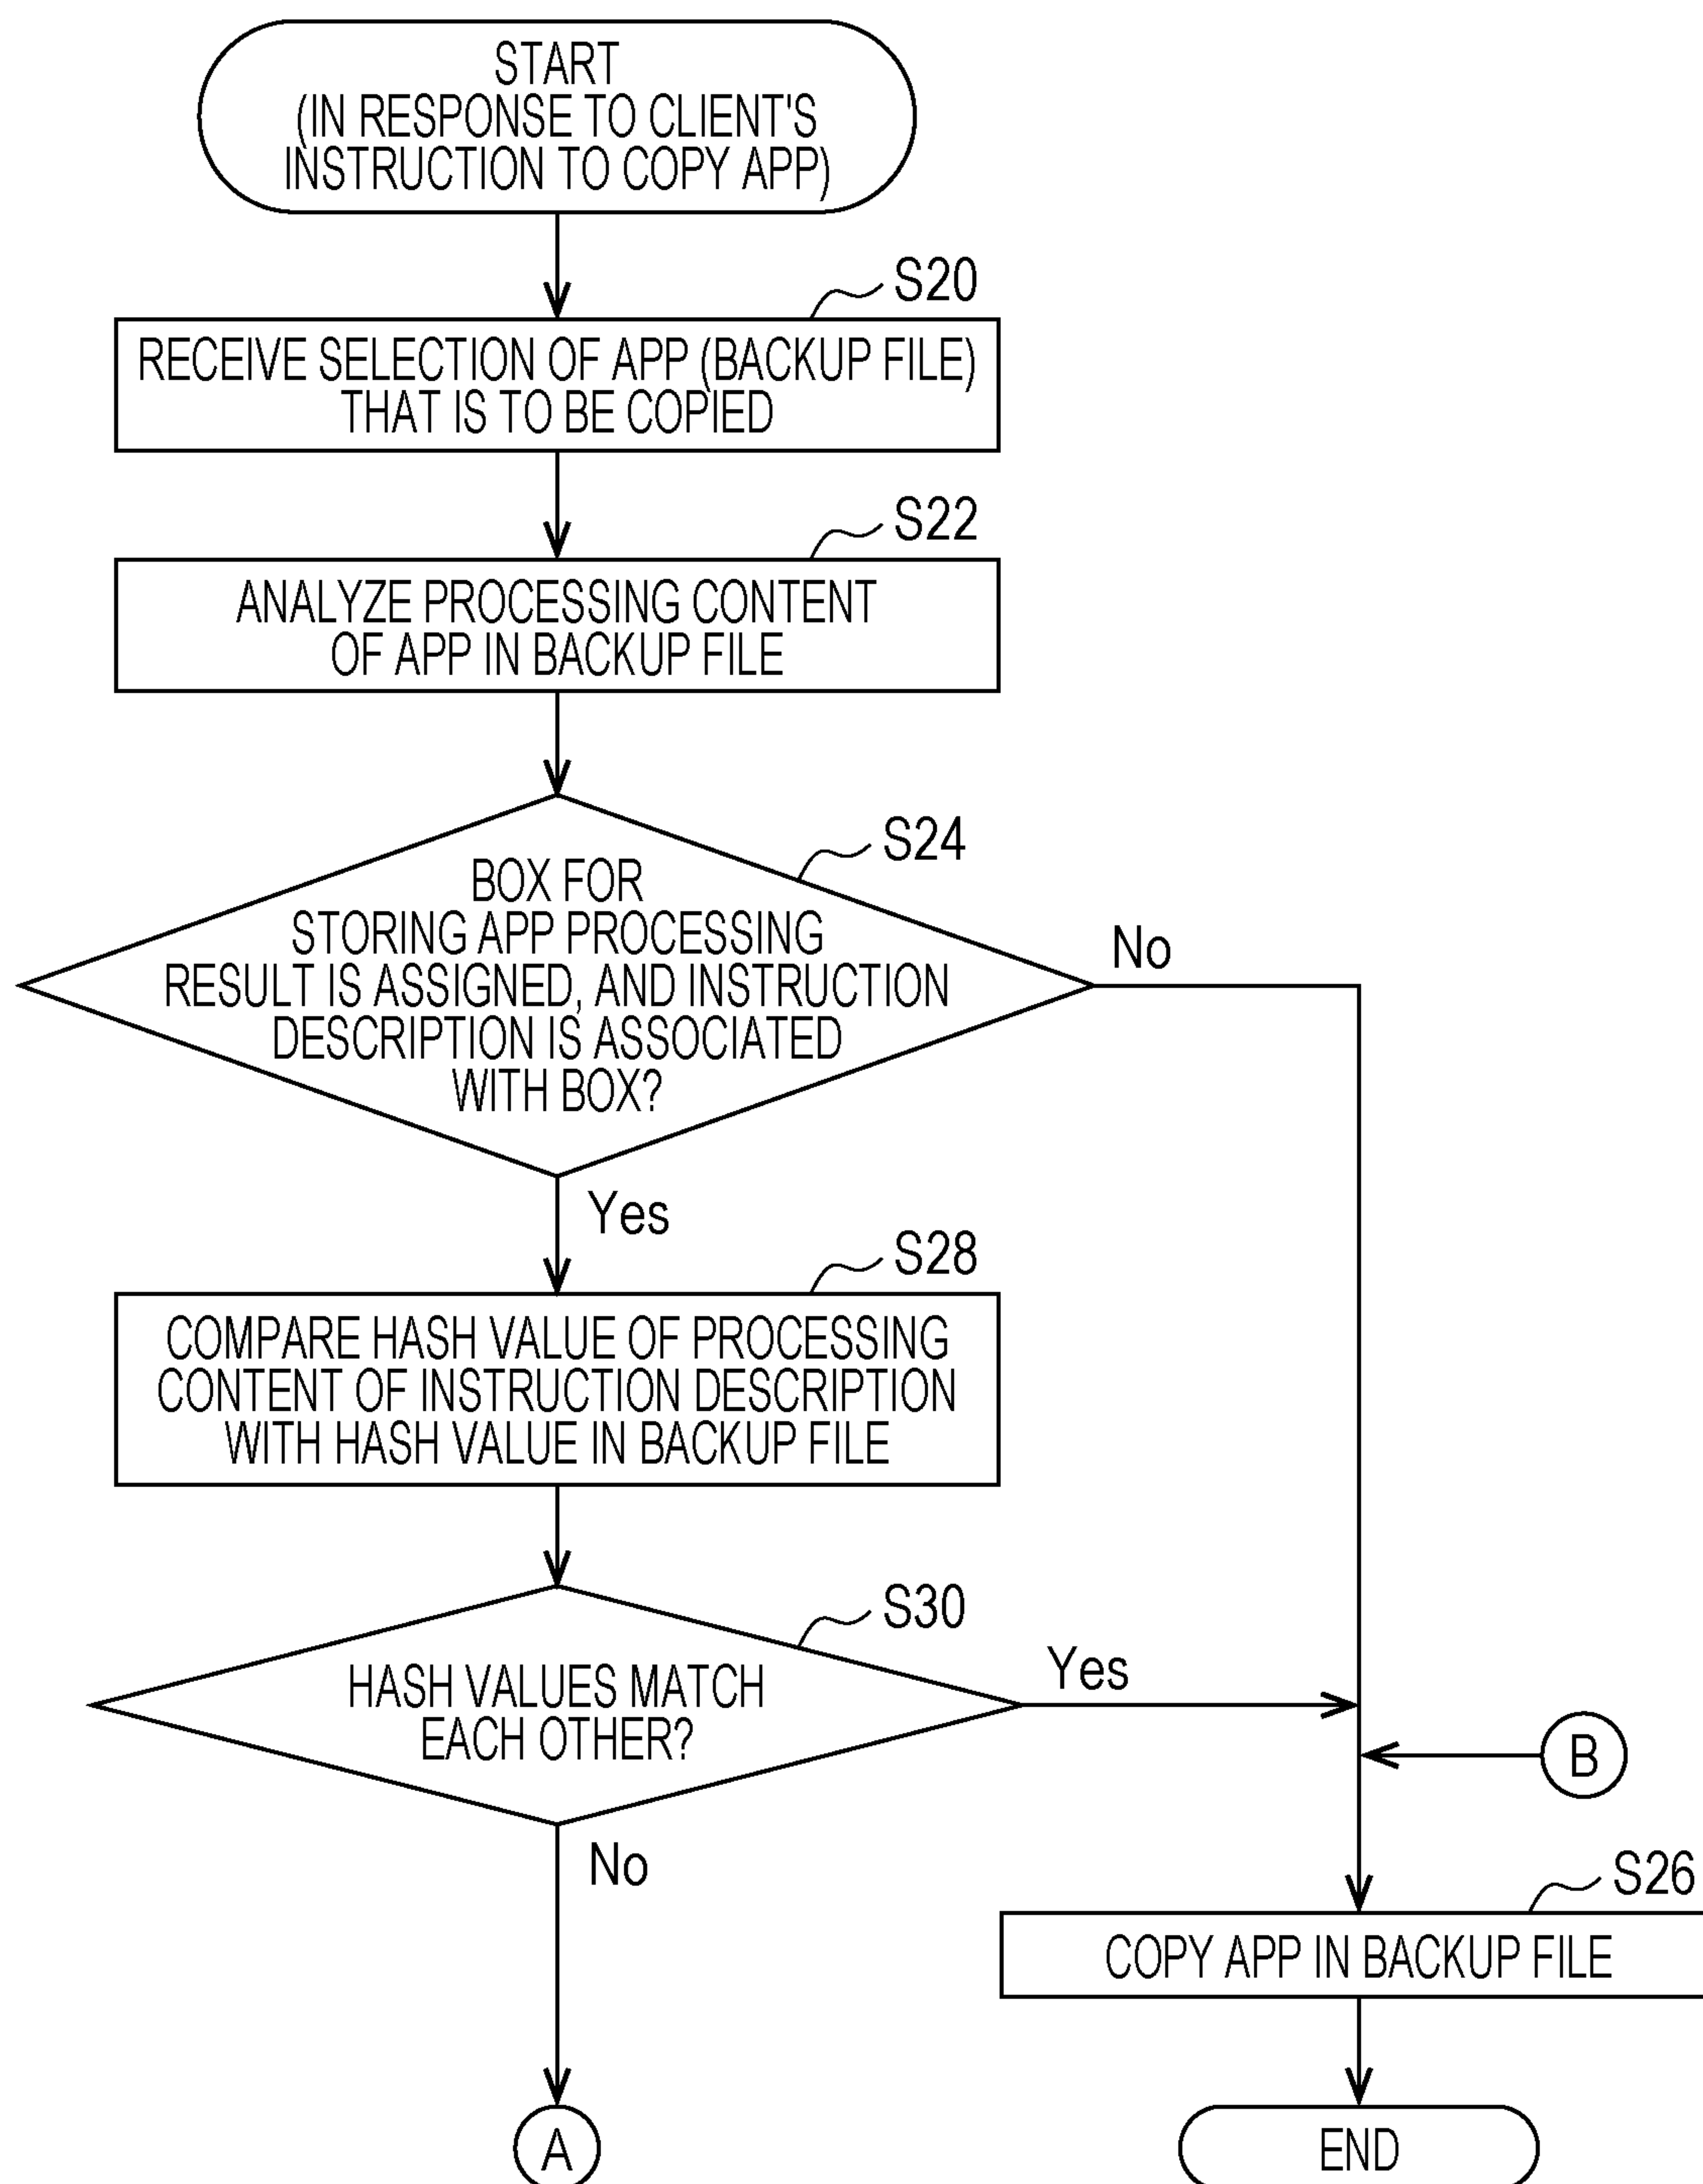 START
(IN RESPONSE TO CLIENT'S
INSTRUCTION TO COPY APP)
S20
RECEIVE SELECTION OF APP (BACKUP FILE)
THAT IS TO BE COPIED
S22
ANALYZE PROCESSING CONTENT
OF APP IN BACKUP FILE
S24
BOX FOR
STORING APP PROCESSING
RESULT IS ASSIGNED, AND INSTRUCTION
DESCRIPTION IS ASSOCIATED
WITH BOX?
No
Yes
S28
COMPARE HASH VALUE OF PROCESSING
CONTENT OF INSTRUCTION DESCRIPTION
WITH HASH VALUE IN BACKUP FILE
S30
HASH VALUES MATCH
EACH OTHER?
Yes
B
No
S26
COPY APP IN BACKUP FILE
A
END